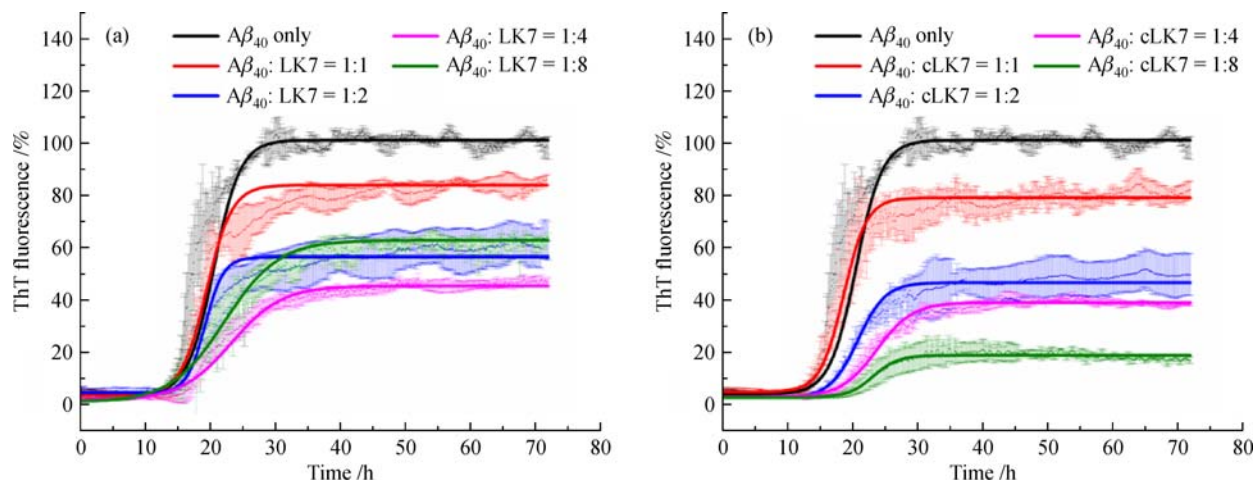 (a)
Aβ₄₀ only
Aβ₄₀: LK7 = 1:1
Aβ₄₀: LK7 = 1:2
Aβ₄₀: LK7 = 1:4
Aβ₄₀: LK7 = 1:8
ThT fluorescence /%
140
120
100
80
60
40
20
0
0 10 20 30 40 50 60 70 80
Time /h
(b)
Aβ₄₀ only
Aβ₄₀: cLK7 = 1:1
Aβ₄₀: cLK7 = 1:2
Aβ₄₀: cLK7 = 1:4
Aβ₄₀: cLK7 = 1:8
ThT fluorescence /%
140
120
100
80
60
40
20
0
0 10 20 30 40 50 60 70 80
Time /h